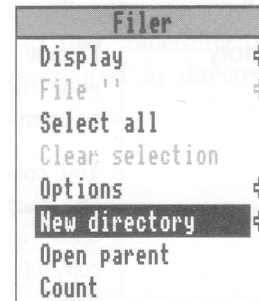 Filer
Display
File ''
Select all
Clear selection
Options
New directory
Open parent
Count